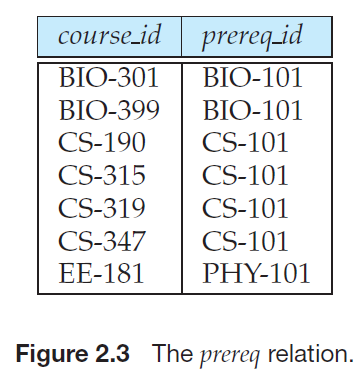 course_id prereq_id
BIO-301 BIO-101
BIO-399 BIO-101
CS-190 CS-101
CS-315 CS-101
CS-319 CS-101
CS-347 CS-101
EE-181 PHY-101
Figure 2.3 The prereq relation.